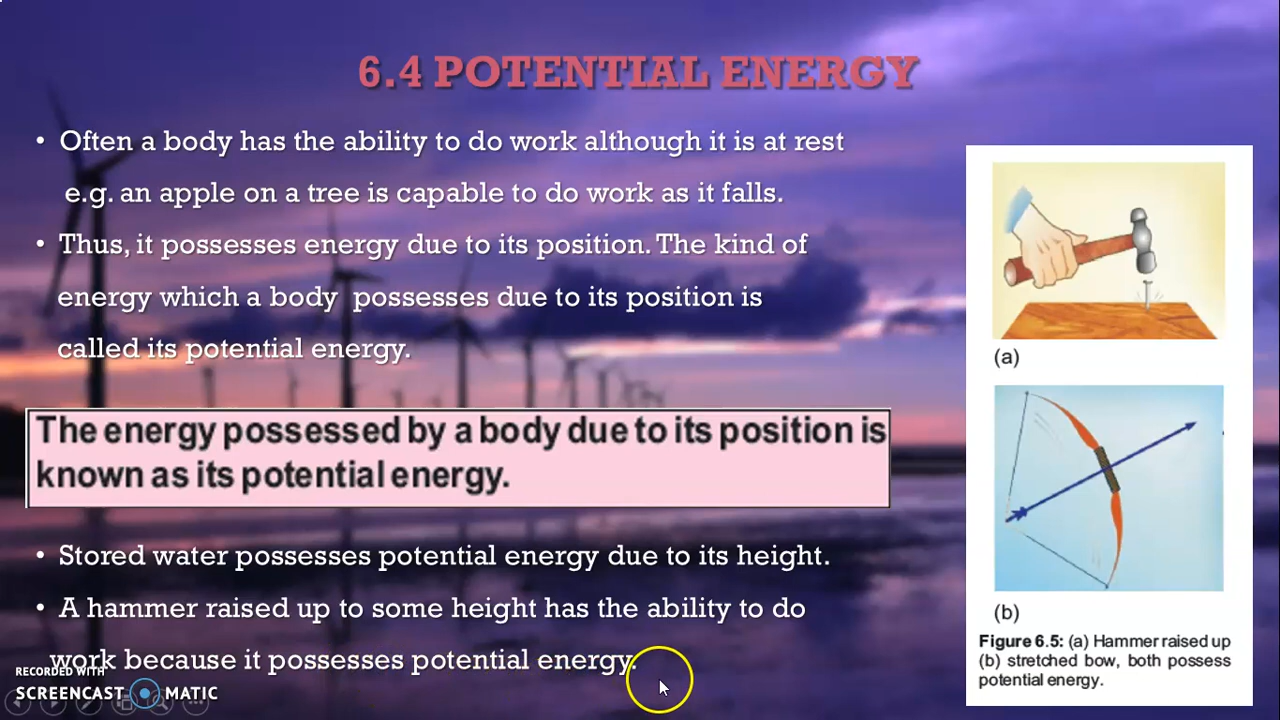 6.4 POTENTIAL ENERGY
• Often a body has the ability to do work although it is at rest
e.g. an apple on a tree is capable to do work as it falls.
• Thus, it possesses energy due to its position. The kind of
energy which a body possesses due to its position is
called its potential energy.
The energy possessed by a body due to its position is
known as its potential energy.
• Stored water possesses potential energy due to its height.
• A hammer raised up to some height has the ability to do
work because it possesses potential energy.
(a)
(b)
Figure 6.5: (a) Hammer raised up
(b) stretched bow, both possess
potential energy.
RECORDED WITH
SCREENCAST MATIC